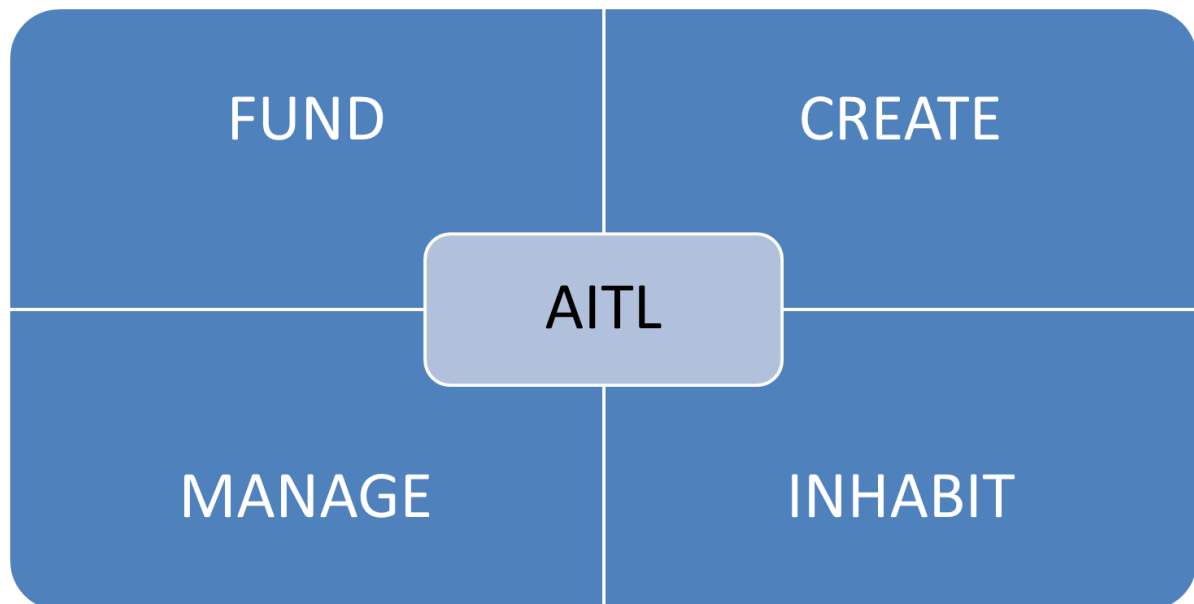 FUND
CREATE
AITL
MANAGE
INHABIT